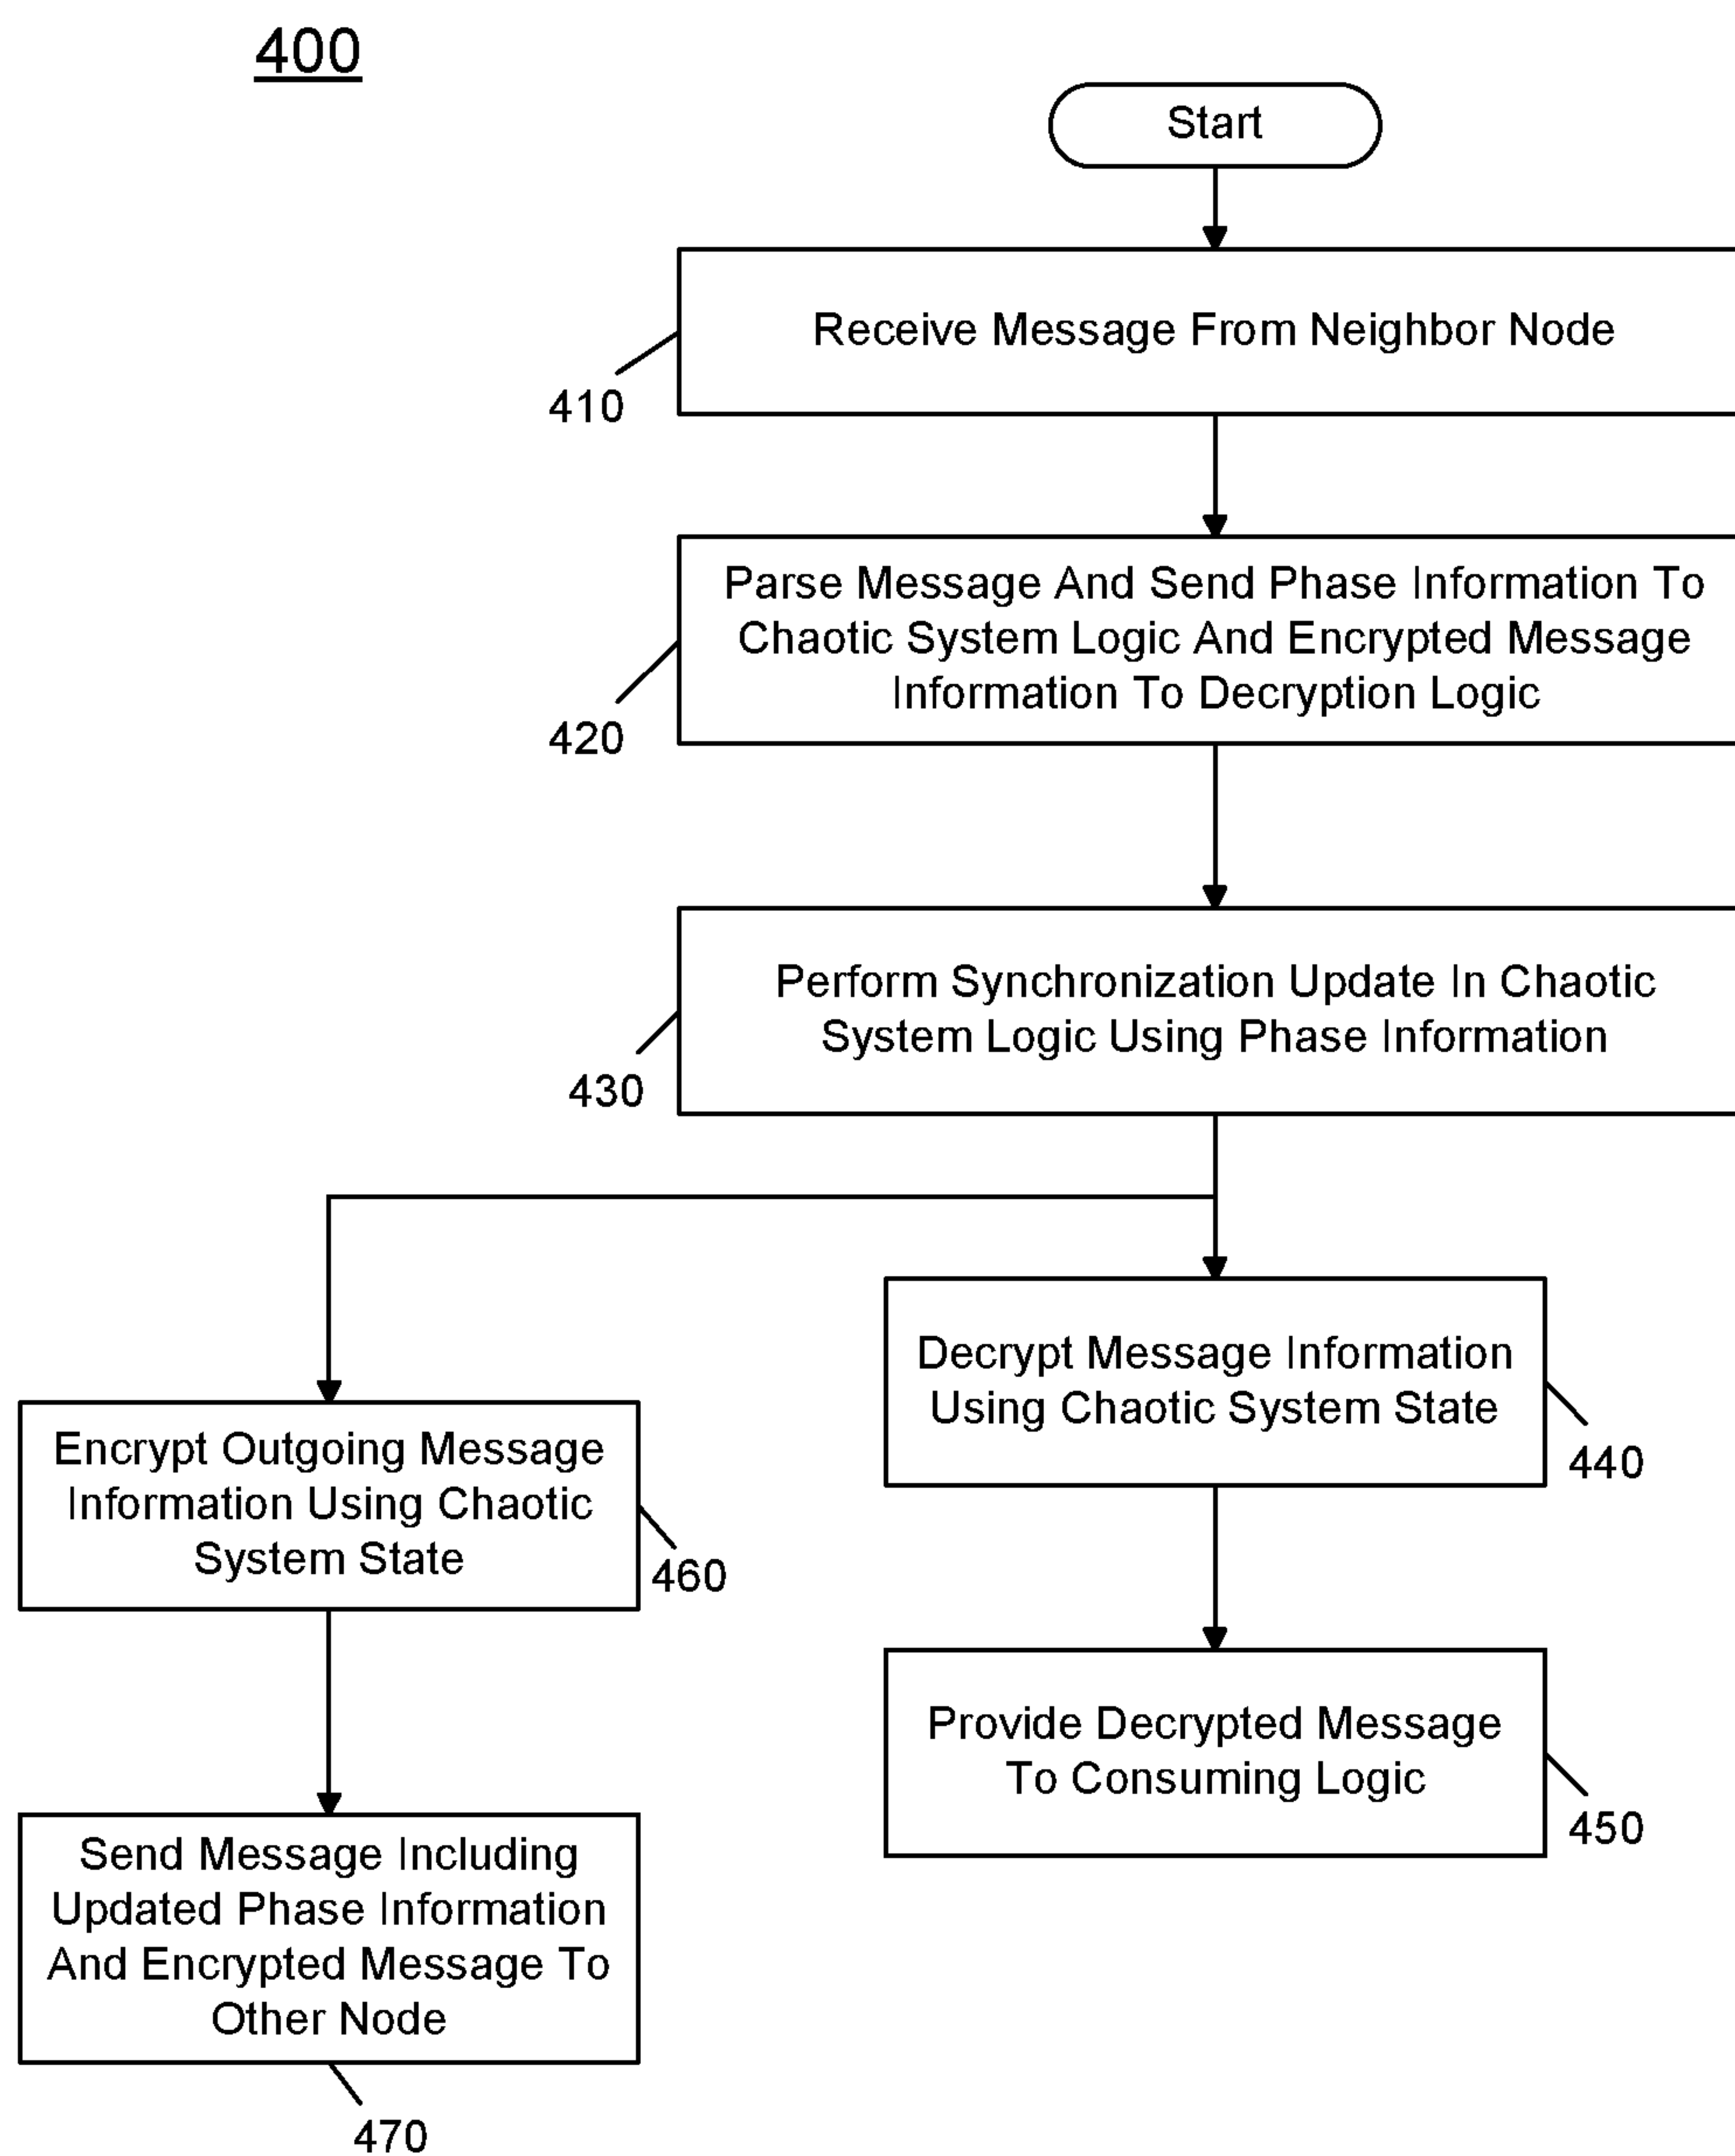 400
Start
Receive Message From Neighbor Node
410
Parse Message And Send Phase Information To
Chaotic System Logic And Encrypted Message
Information To Decryption Logic
420
Perform Synchronization Update In Chaotic
System Logic Using Phase Information
430
Decrypt Message Information
Using Chaotic System State
440
Encrypt Outgoing Message
Information Using Chaotic
System State
460
Provide Decrypted Message
To Consuming Logic
450
Send Message Including
Updated Phase Information
And Encrypted Message To
Other Node
470